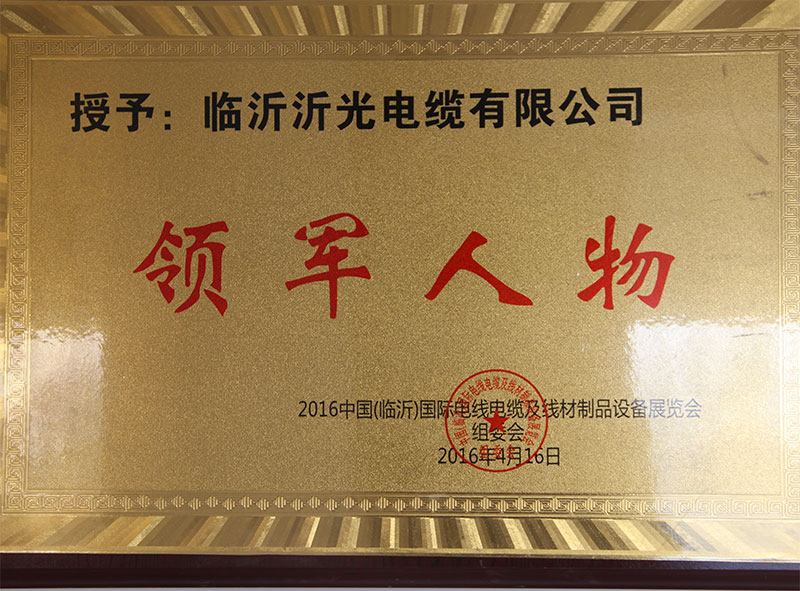 授予：临沂沂光电缆有限公司
领军人物
2016中国(临沂)国际电线电缆及线材制品设备展览会
组委会
2016年4月16日